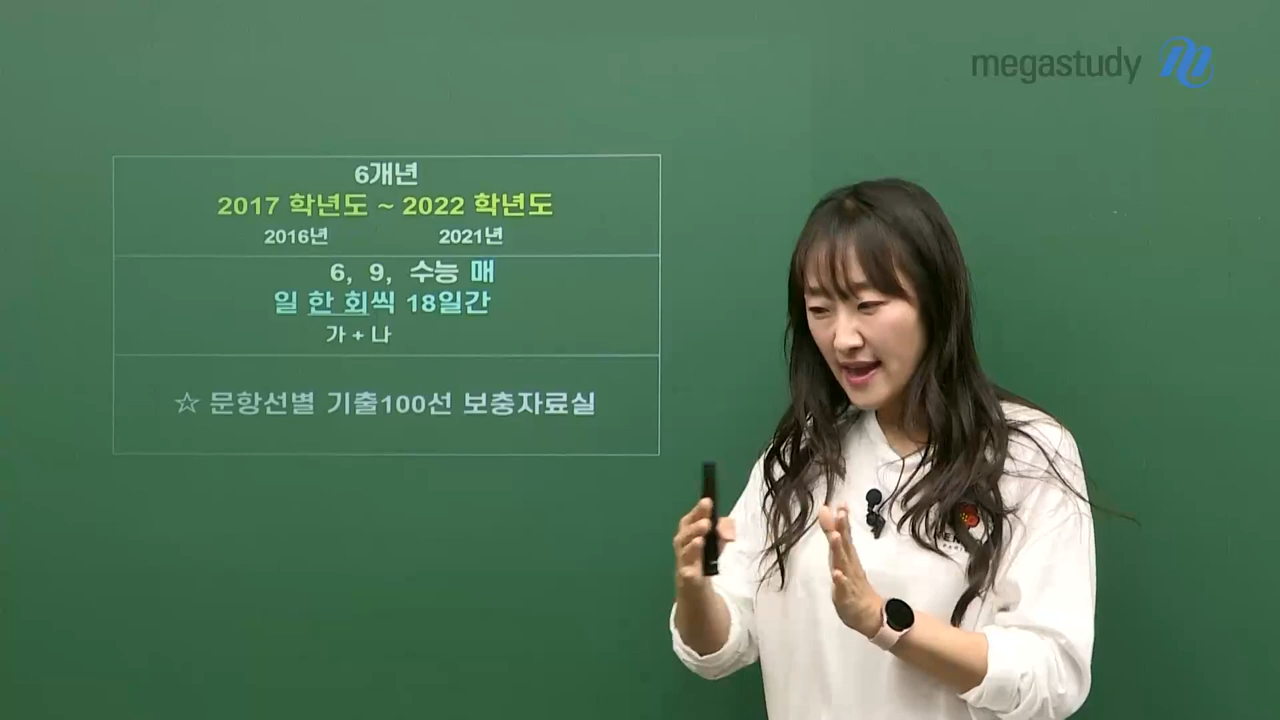 megastudy
6개년
2017 학년도 ~ 2022 학년도
2016년 2021년
6, 9, 수능 매
일 한 회씩 18일간
가 + 나
☆ 문항선별 기출100선 보충자료실